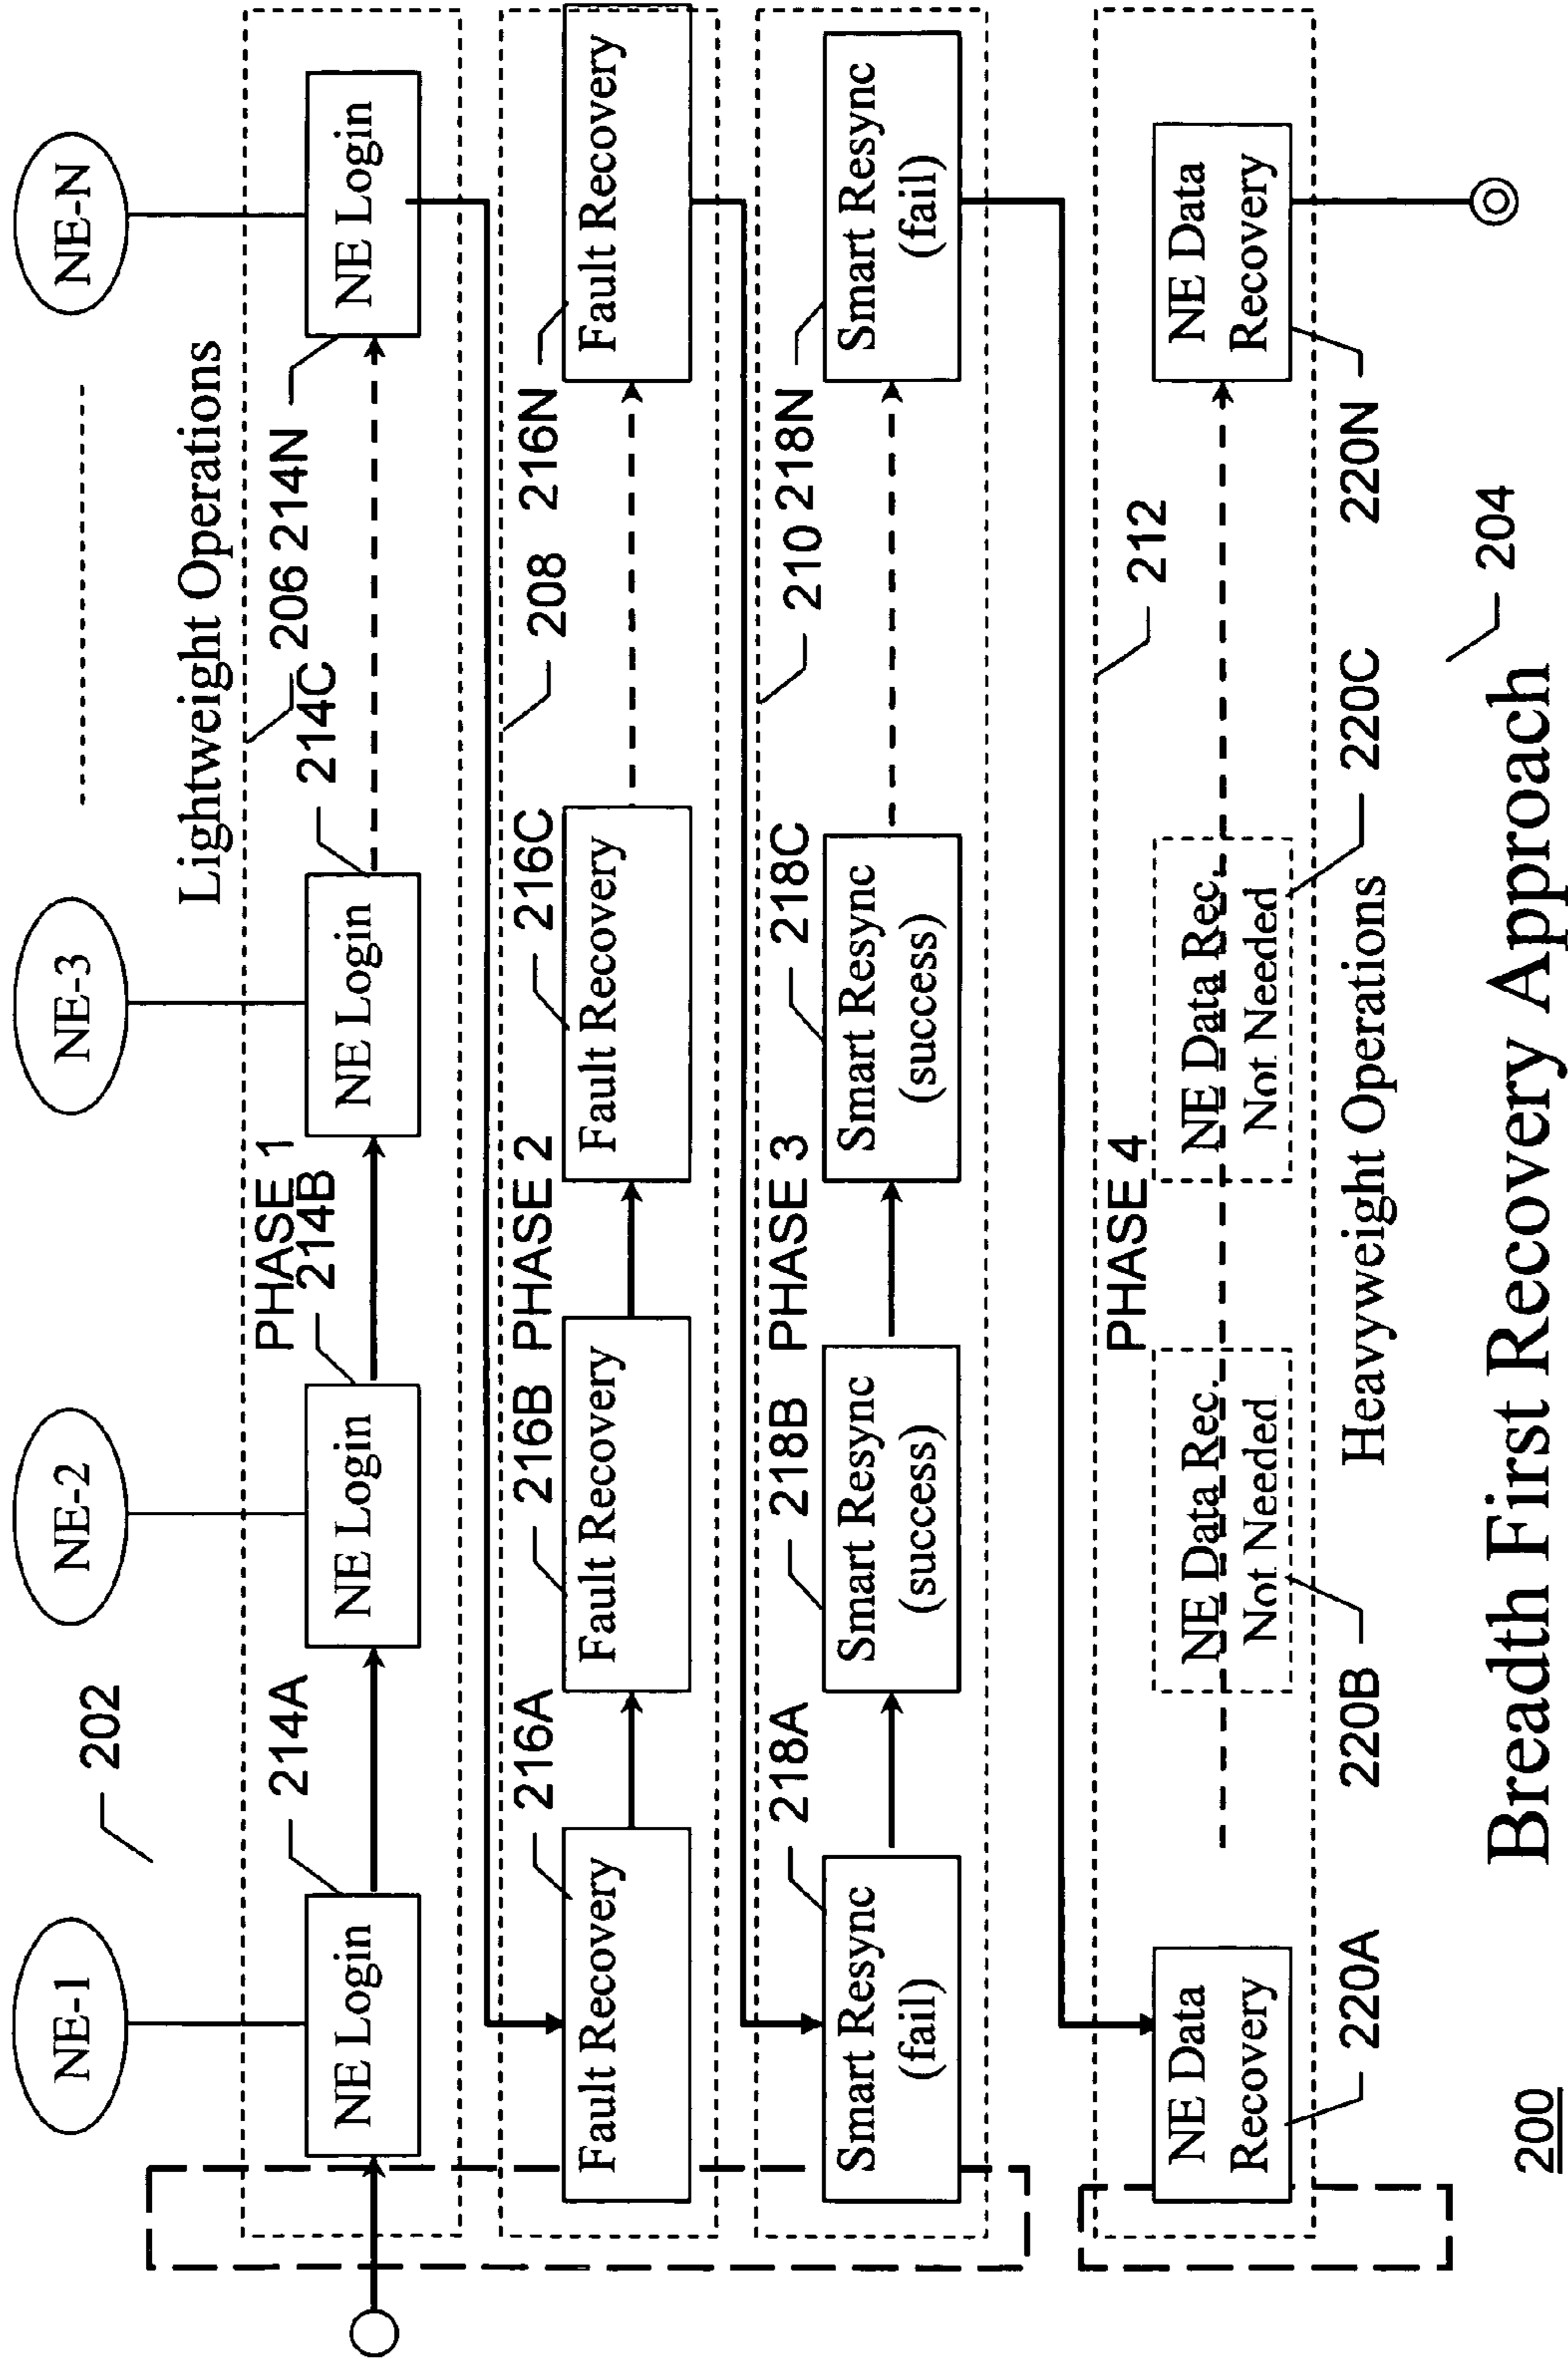 NE-1
NE-2
NE-3
NE-N
202
Lightweight Operations
206
214A
PHASE 1
214B
214C
214N
NE Login
NE Login
NE Login
NE Login
208
216A
216B
PHASE 2
216C
216N
Fault Recovery
Fault Recovery
Fault Recovery
Fault Recovery
210
218A
218B
PHASE 3
218C
218N
Smart Resync
(fail)
Smart Resync
(success)
Smart Resync
(success)
Smart Resync
(fail)
212
PHASE 4
NE Data
Recovery
NE Data Rec.
Not Needed
NE Data Rec.
Not Needed
NE Data
Recovery
220A
220B
Heavyweight Operations
220C
220N
204
200
Breadth First Recovery Approach